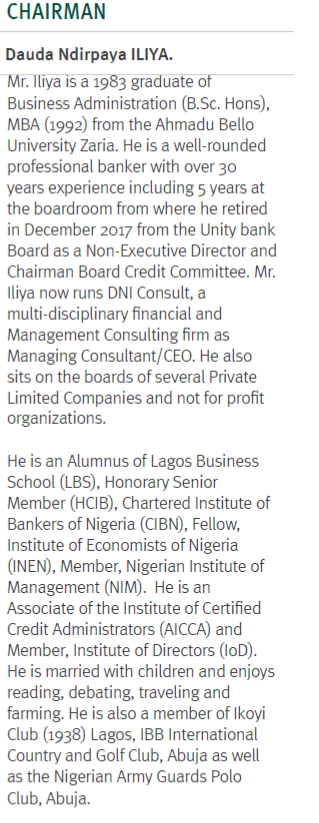 CHAIRMAN
Dauda Ndirpaya ILIYA.
Mr. Iliya is a 1983 graduate of
Business Administration (B.Sc. Hons),
MBA (1992) from the Ahmadu Bello
University Zaria. He is a well-rounded
professional banker with over 30
years experience including 5 years at
the boardroom from where he retired
in December 2017 from the Unity bank
Board as a Non-Executive Director and
Chairman Board Credit Committee. Mr.
Iliya now runs DNI Consult, a
multi-disciplinary financial and
Management Consulting firm as
Managing Consultant/CEO. He also
sits on the boards of several Private
Limited Companies and not for profit
organizations.
He is an Alumnus of Lagos Business
School (LBS), Honorary Senior
Member (HCIB), Chartered Institute of
Bankers of Nigeria (CIBN), Fellow,
Institute of Economists of Nigeria
(INEN), Member, Nigerian Institute of
Management (NIM). He is an
Associate of the Institute of Certified
Credit Administrators (AICCA) and
Member, Institute of Directors (IoD).
He is married with children and enjoys
reading, debating, traveling and
farming. He is also a member of Ikoyi
Club (1938) Lagos, IBB International
Country and Golf Club, Abuja as well
as the Nigerian Army Guards Polo
Club, Abuja.